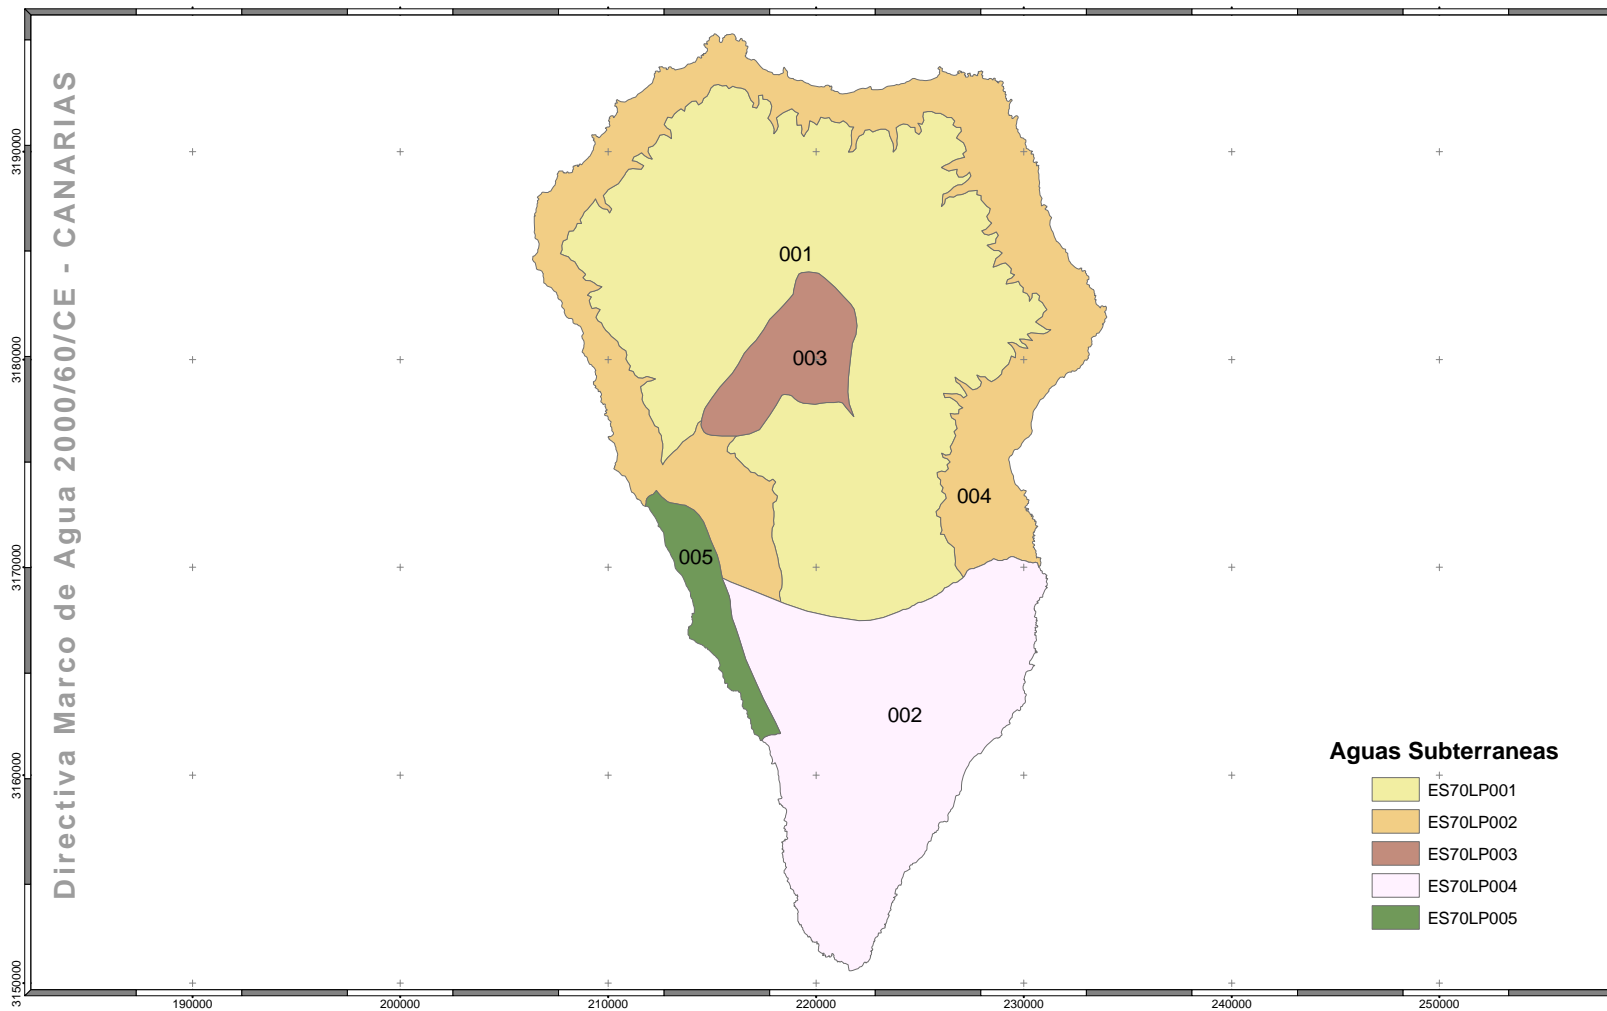 Directiva Marco de Agua 2000/60/CE - CANARIAS
3190000
3180000
3170000
3160000
3150000
001
003
004
005
002
Aguas Subterraneas
ES70LP001
ES70LP002
ES70LP003
ES70LP004
ES70LP005
190000 200000 210000 220000 230000 240000 250000